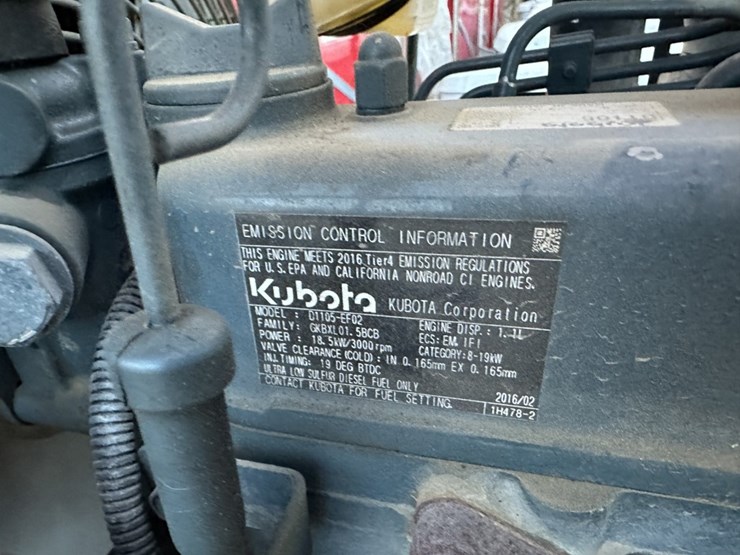 Kubota
EMISSION CONTROL INFORMATION
THIS ENGINE MEETS 2016 Tier4 EMISSION REGULATIONS
FOR U.S. EPA AND CALIFORNIA NONROAD CI ENGINES.
Kubota KUBOTA Corporation
MODEL : D1105-EF02 ENGINE DISP.: 1.1L
FAMILY: GKBXL01.5BCB ECS: EM, IFI
POWER : 18.5kW/3000rpm CATEGORY:8-19kW
VALVE CLEARANCE(COLD): IN 0.165mm EX 0.165mm
INJ.TIMING: 19 DEG BTDC
ULTRA LOW SULFUR DIESEL FUEL ONLY 2016/02
CONTACT KUBOTA FOR FUEL SETTING. 1H478-2